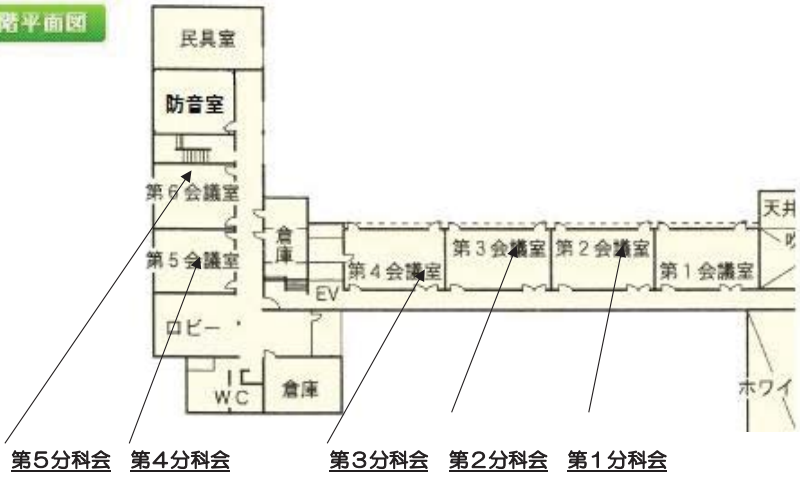 階平面図
民具室
防音室
第6会議室
倉庫
天井
吹
第5会議室
第4会議室
第3会議室
第2会議室
第1会議室
EV
ロビー
WC
倉庫
ホワイ
第5分科会
第4分科会
第3分科会
第2分科会
第1分科会